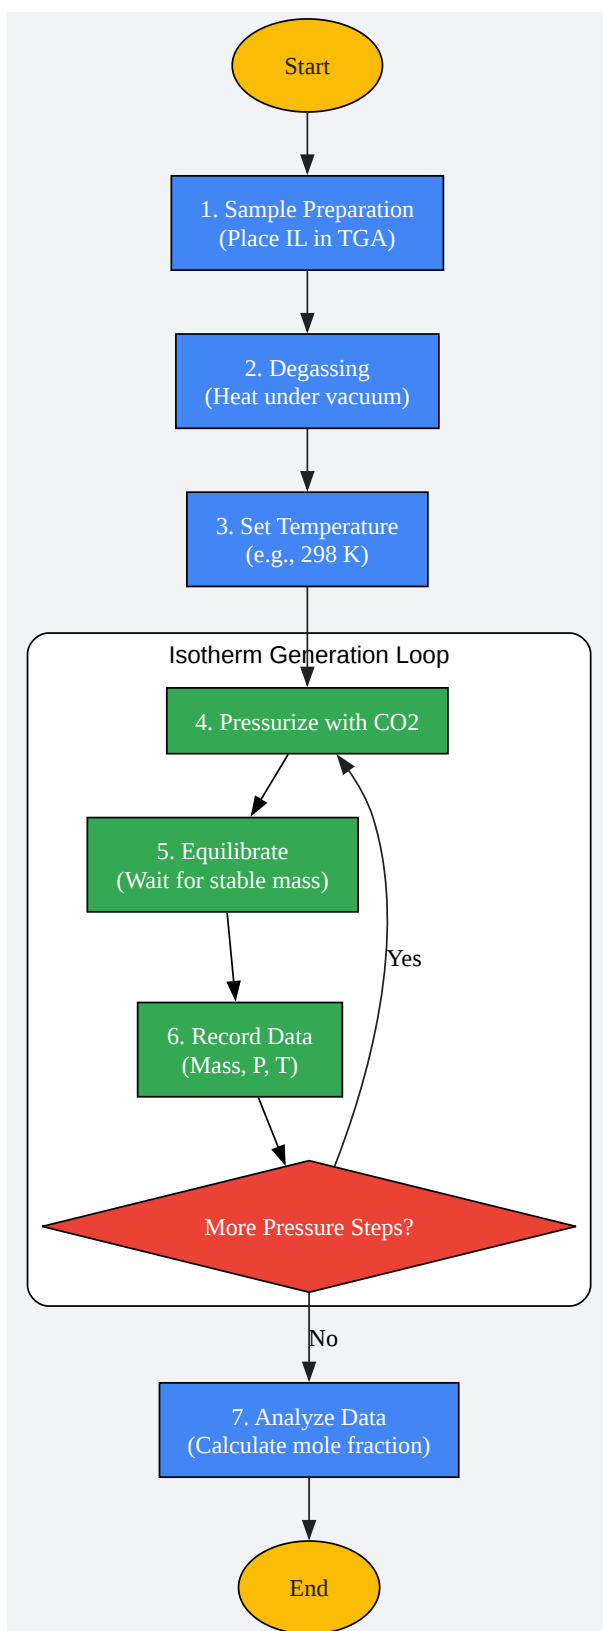 Start
1. Sample Preparation
(Place IL in TGA)
2. Degassing
(Heat under vacuum)
3. Set Temperature
(e.g., 298 K)
Isotherm Generation Loop
4. Pressurize with CO2
5. Equilibrate
(Wait for stable mass)
Yes
6. Record Data
(Mass, P, T)
More Pressure Steps?
No
7. Analyze Data
(Calculate mole fraction)
End